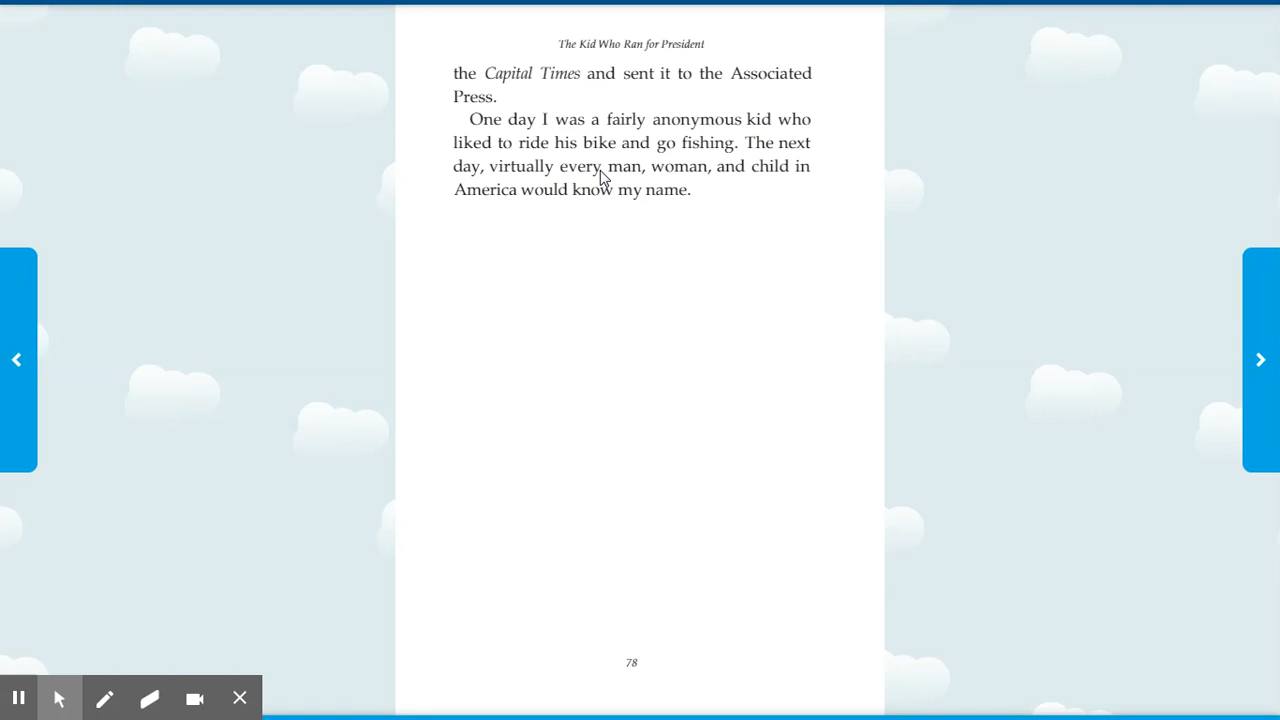 The Kid Who Ran for President
the Capital Times and sent it to the Associated
Press.
One day I was a fairly anonymous kid who
liked to ride his bike and go fishing. The next
day, virtually every man, woman, and child in
America would know my name.
78